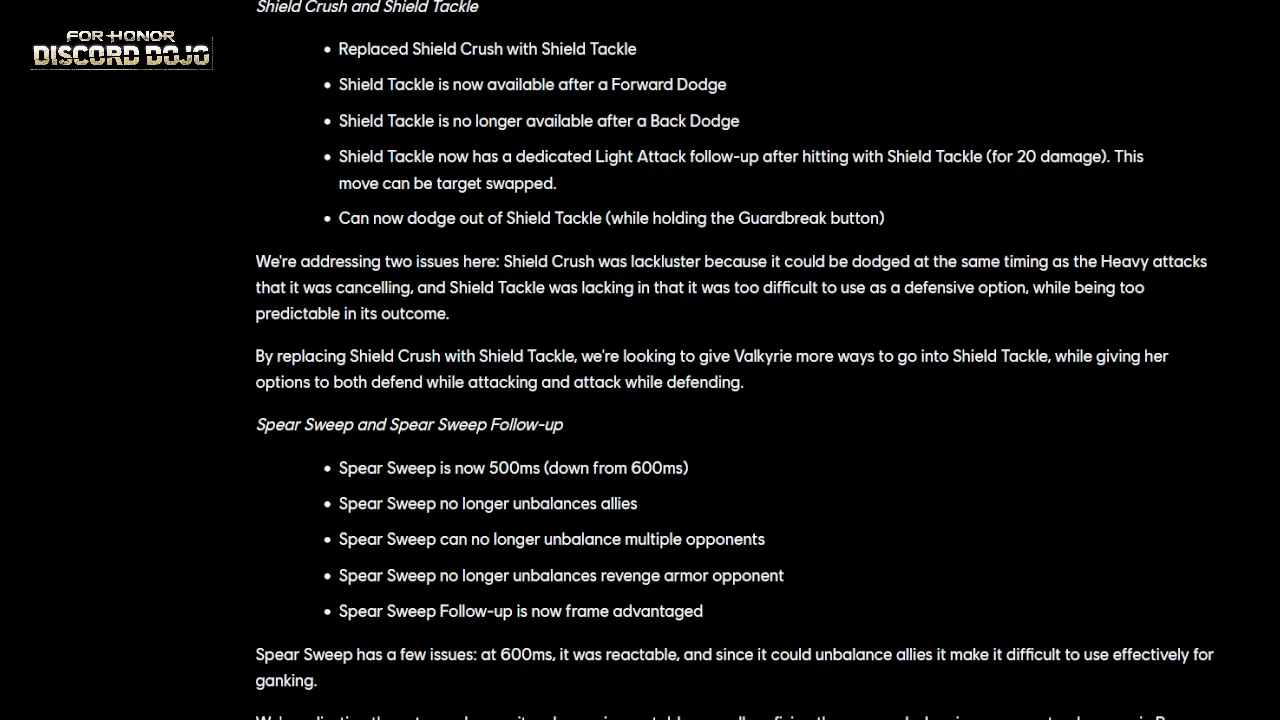 Shield Crush and Shield Tackle
FOR HONOR
DISCORD DOJO
• Replaced Shield Crush with Shield Tackle
• Shield Tackle is now available after a Forward Dodge
• Shield Tackle is no longer available after a Back Dodge
• Shield Tackle now has a dedicated Light Attack follow-up after hitting with Shield Tackle (for 20 damage). This
move can be target swapped.
• Can now dodge out of Shield Tackle (while holding the Guardbreak button)
We're addressing two issues here: Shield Crush was lackluster because it could be dodged at the same timing as the Heavy attacks
that it was cancelling, and Shield Tackle was lacking in that it was too difficult to use as a defensive option, while being too
predictable in its outcome.
By replacing Shield Crush with Shield Tackle, we're looking to give Valkyrie more ways to go into Shield Tackle, while giving her
options to both defend while attacking and attack while defending.
Spear Sweep and Spear Sweep Follow-up
• Spear Sweep is now 500ms (down from 600ms)
• Spear Sweep no longer unbalances allies
• Spear Sweep can no longer unbalance multiple opponents
• Spear Sweep no longer unbalances revenge armor opponent
• Spear Sweep Follow-up is now frame advantaged
Spear Sweep has a few issues: at 600ms, it was reactable, and since it could unbalance allies it make it difficult to use effectively for
ganking.